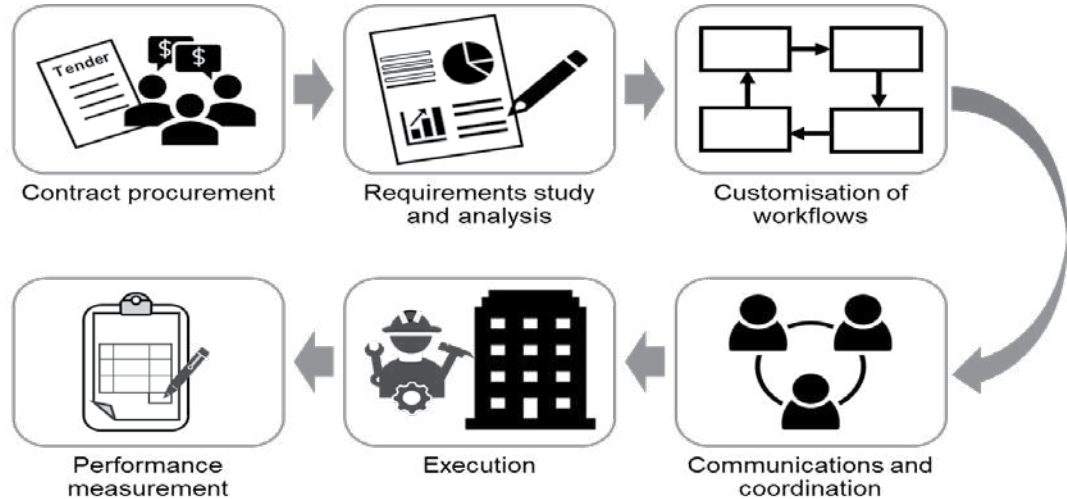 Tender
$
$
Contract procurement
Requirements study
and analysis
Customisation of
workflows
Performance
measurement
Execution
Communications and
coordination